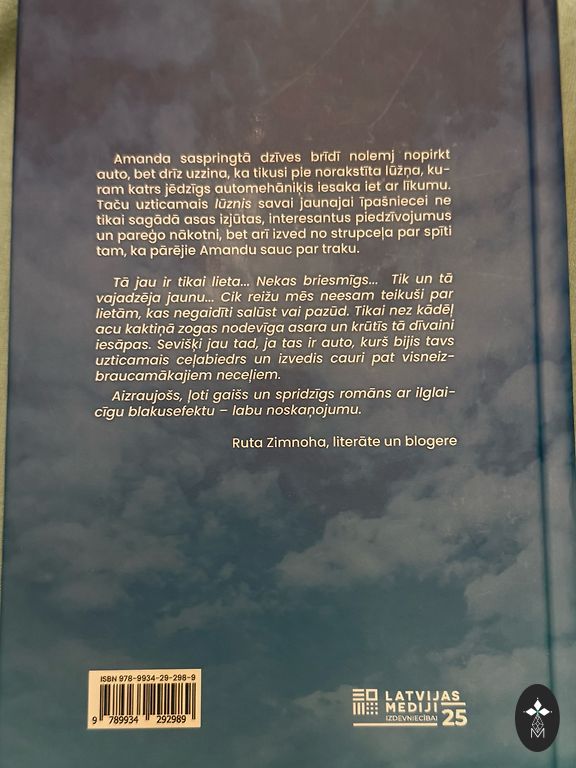 Amanda saspringtā dzīves brīdī nolemj nopirkt
auto, bet drīz uzzina, ka tikusi pie norakstīta lūžņa, ku-
ram katrs jēdzīgs automehāniķis iesaka iet ar līkumu.
Taču uzticamais lūznis savai jaunajai īpašniecei ne
tikai sagādā asas izjūtas, interesantus piedzīvojumus
un pareģo nākotni, bet arī izved no strupceļa par spīti
tam, ka pārējie Amandu sauc par traku.
Tā jau ir tikai lieta... Nekas briesmīgs... Tik un tā
vajadzēja jaunu... Cik reižu mēs neesam teikuši par
lietām, kas negaidīti salūst vai pazūd. Tikai nez kādēļ
acu kaktiņā zogas nodevīga asara un krūtīs tā dīvaini
iesāpas. Sevišķi jau tad, ja tas ir auto, kurš bijis tavs
uzticamais ceļabiedrs un izvedis cauri pat visneiz-
braucamākajiem neceļiem.
Aizraujošs, ļoti gaišs un spridzīgs romāns ar ilglai-
cīgu blakusefektu – labu noskaņojumu.
Ruta Zimnoha, literāte un blogere
ISBN 978-9934-29-298-9
9 789934 292989
LATVIJAS
MEDIJI
IZDEVNIECĪBAI 25
M